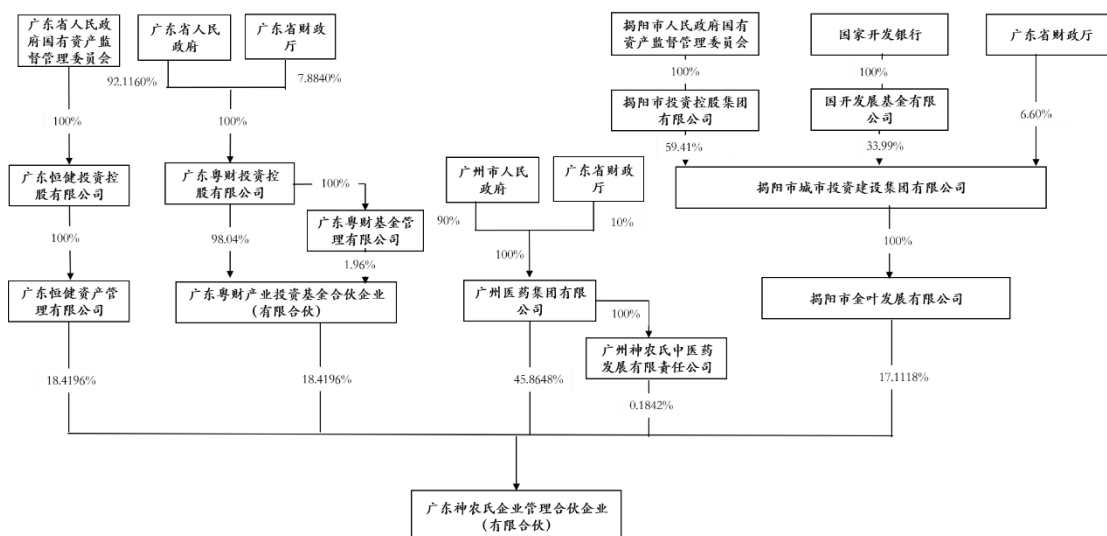 广东省人民政
府国有资产监
督管理委员会
广东省人民
政府
广东省财政
厅
揭阳市人民政府国有
资产监督管理委员会
国家开发银行
广东省财政厅
92.1160%
7.8840%
100%
100%
揭阳市投资控股集团
有限公司
国开发展基金有限
公司
6.60%
100%
100%
59.41%
33.99%
广东恒健投资控
股有限公司
广东粤财投资控
股有限公司
100%
广州市人民
政府
广东省财政
厅
揭阳市城市投资建设集团有限公司
100%
98.04%
广东粤财基金管
理有限公司
90%
10%
100%
100%
1.96%
广东恒健资产管
理有限公司
广东粤财产业投资基金合伙企业
(有限合伙)
广州医药集团有限
公司
揭阳市金叶发展有限公司
100%
广州神农氏中医药
发展有限责任公司
18.4196%
18.4196%
45.8648%
17.1118%
0.1842%
广东神农氏企业管理合伙企业
(有限合伙)